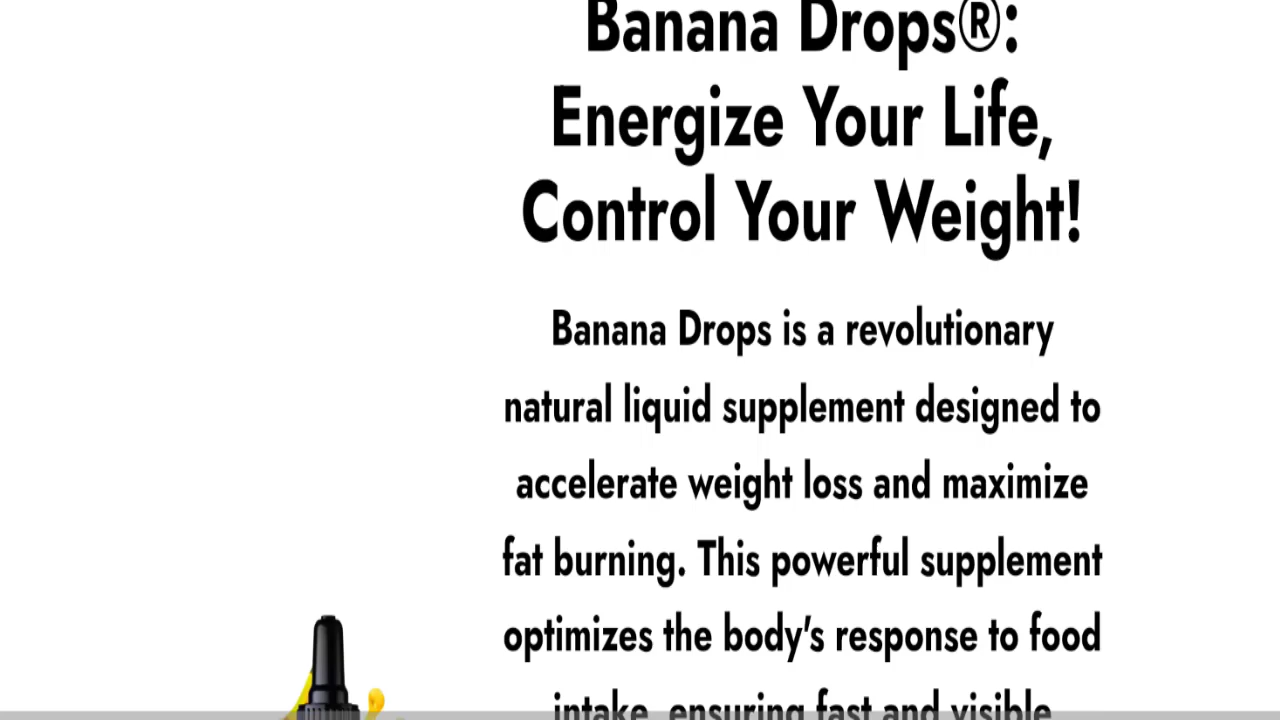 Banana Drops®:
Energize Your Life,
Control Your Weight!
Banana Drops is a revolutionary
natural liquid supplement designed to
accelerate weight loss and maximize
fat burning. This powerful supplement
optimizes the body's response to food
intake, ensuring fast and visible